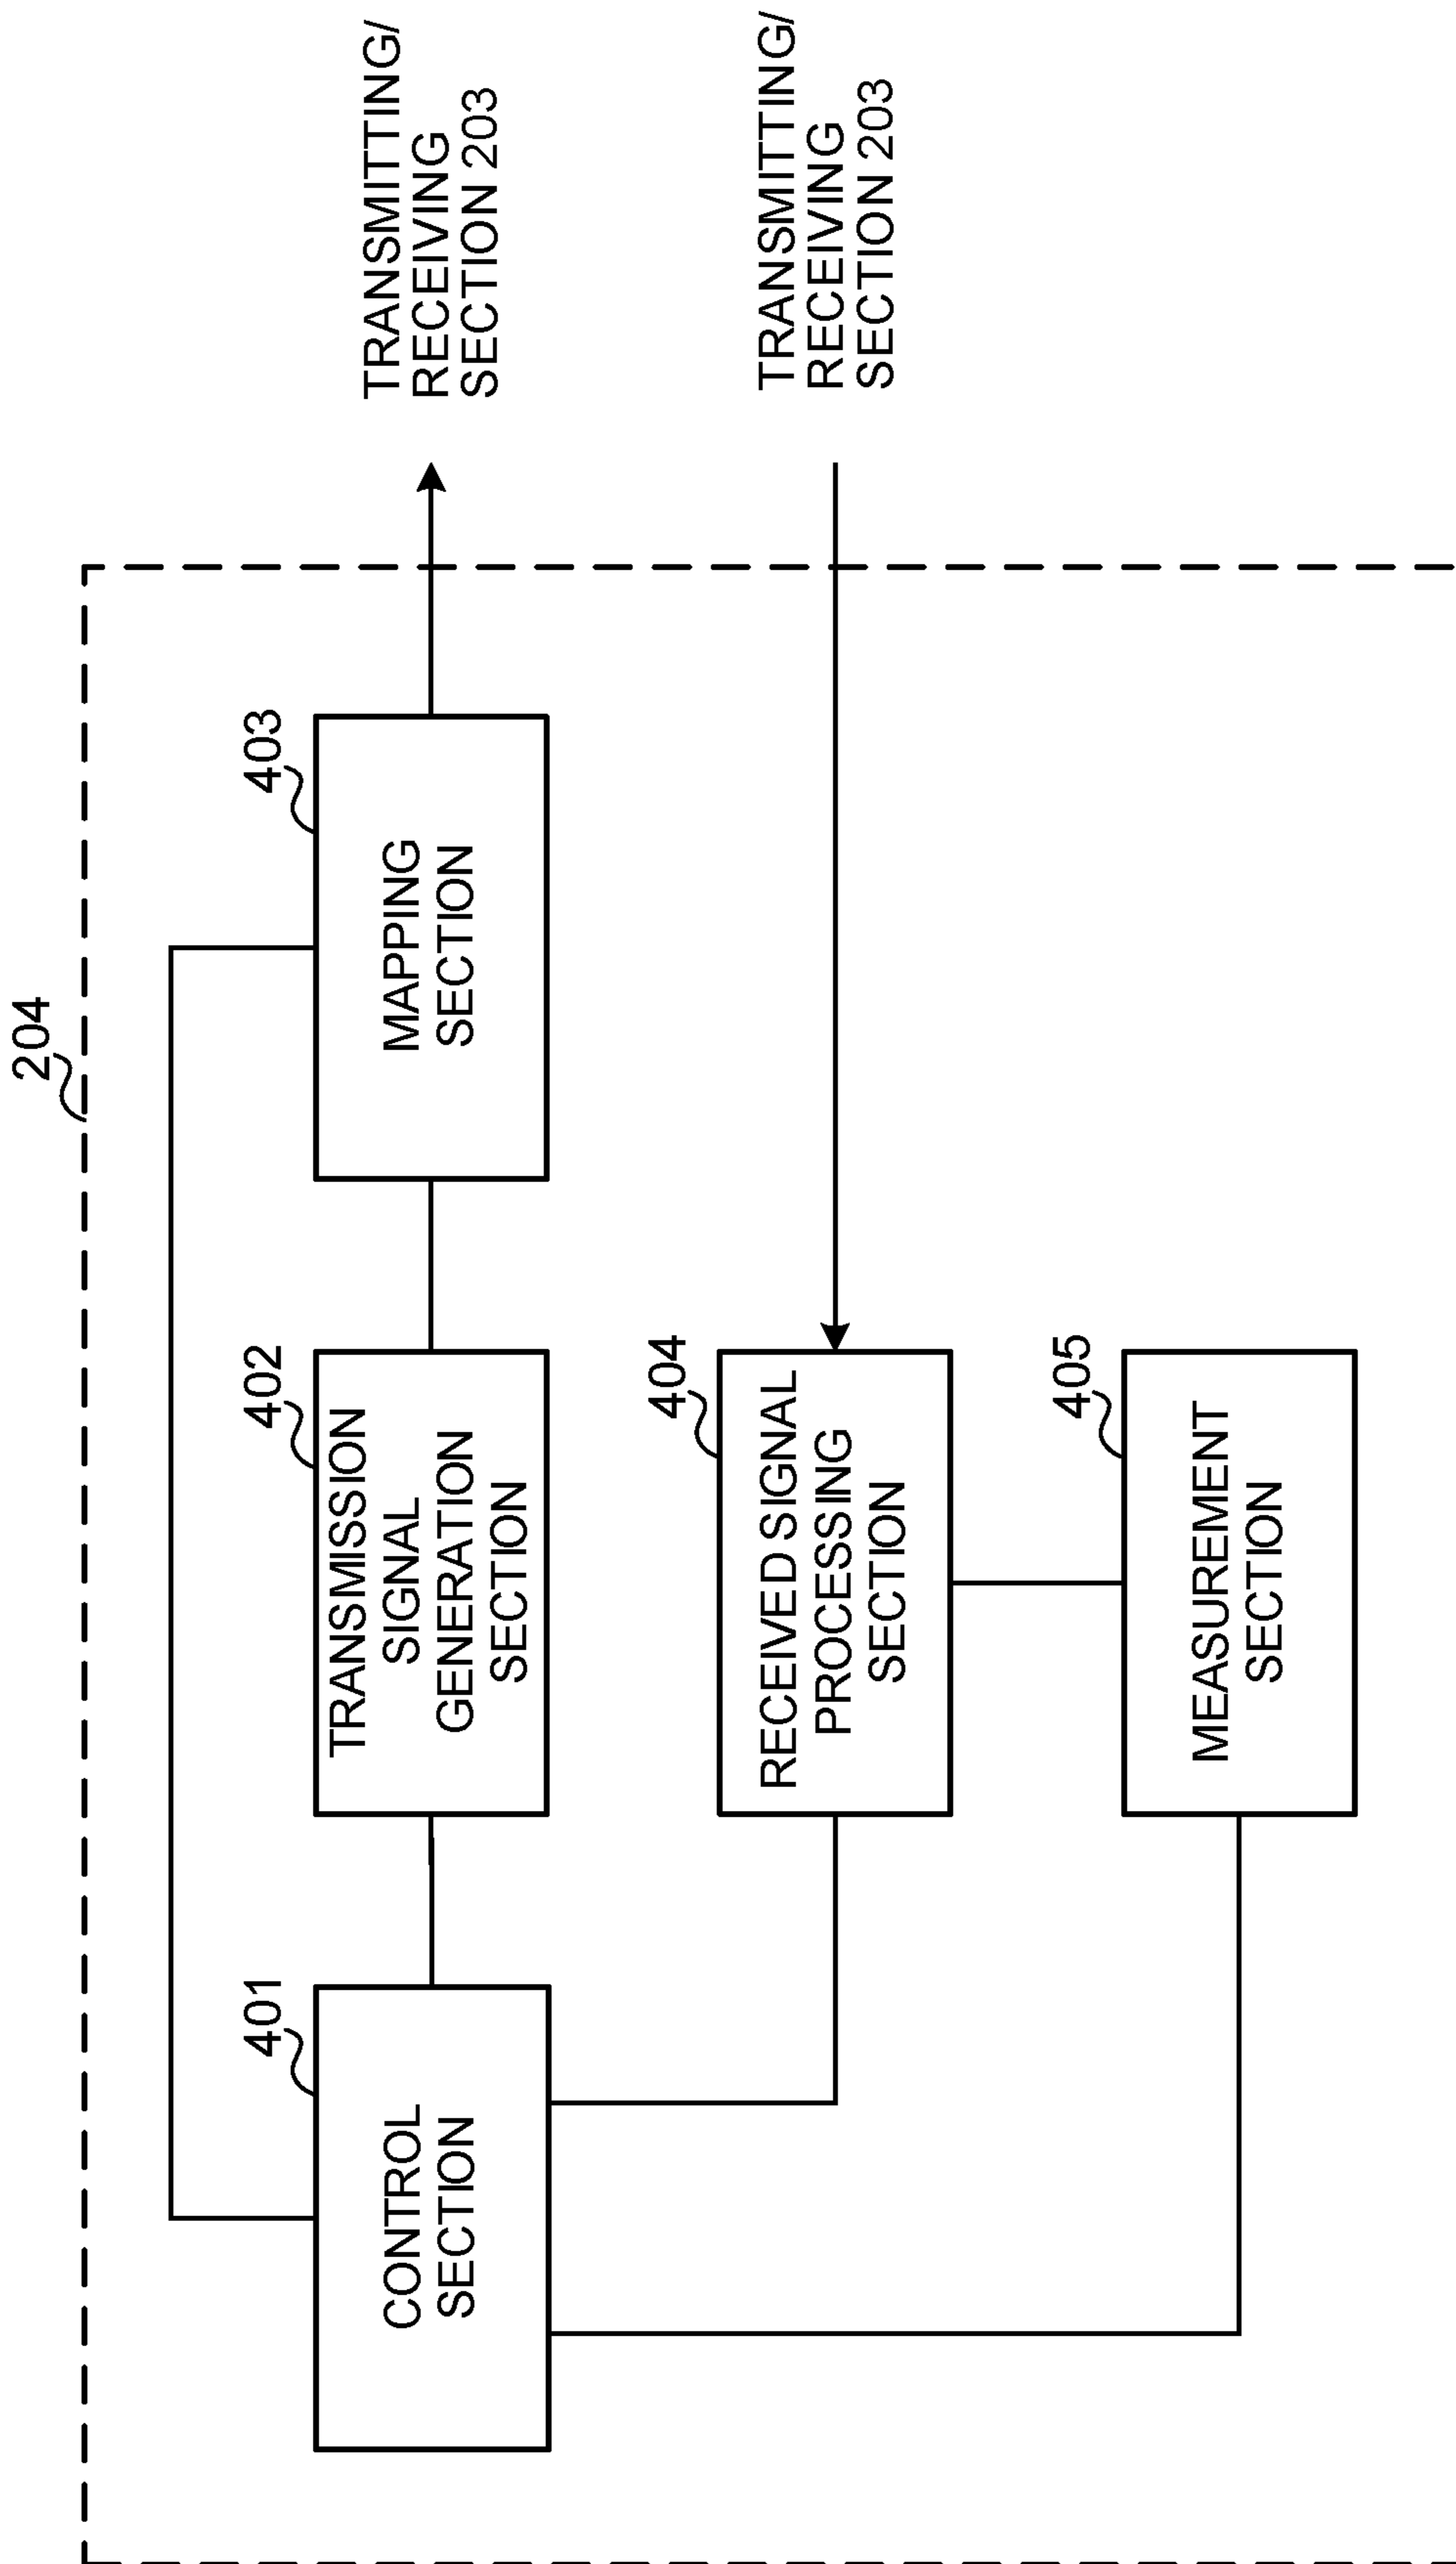 204
401
CONTROL
SECTION
402
TRANSMISSION
SIGNAL
GENERATION
SECTION
403
MAPPING
SECTION
TRANSMITTING/
RECEIVING
SECTION 203
404
RECEIVED SIGNAL
PROCESSING
SECTION
TRANSMITTING/
RECEIVING
SECTION 203
405
MEASUREMENT
SECTION